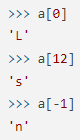 >>> a[0]
'L'
>>> a[12]
's'
>>> a[-1]
'n'